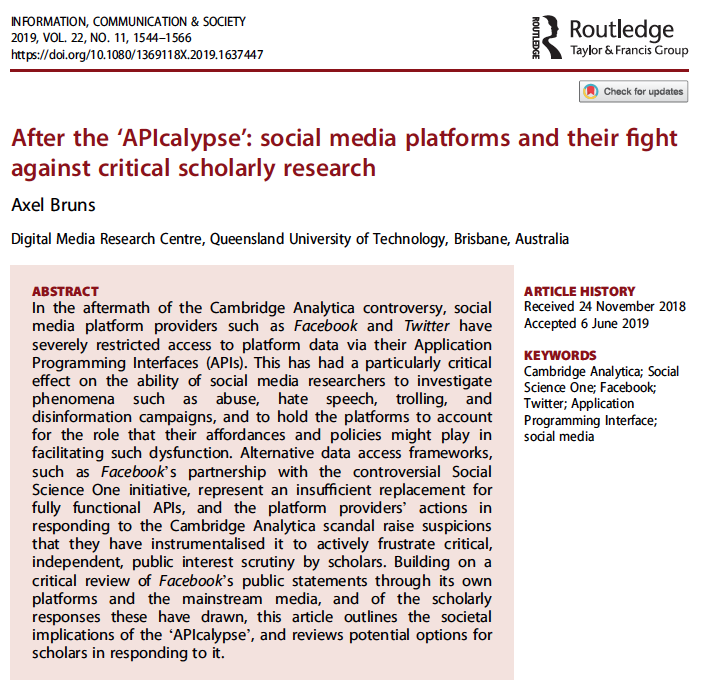 INFORMATION, COMMUNICATION & SOCIETY
2019, VOL. 22, NO. 11, 1544–1566
https://doi.org/10.1080/1369118X.2019.1637447
ROUTLEDGE
Routledge
Taylor & Francis Group
Check for updates
After the ‘APIcalypse’: social media platforms and their fight
against critical scholarly research
Axel Bruns
Digital Media Research Centre, Queensland University of Technology, Brisbane, Australia
ABSTRACT
In the aftermath of the Cambridge Analytica controversy, social
media platform providers such as Facebook and Twitter have
severely restricted access to platform data via their Application
Programming Interfaces (APIs). This has had a particularly critical
effect on the ability of social media researchers to investigate
phenomena such as abuse, hate speech, trolling, and
disinformation campaigns, and to hold the platforms to account
for the role that their affordances and policies might play in
facilitating such dysfunction. Alternative data access frameworks,
such as Facebook’s partnership with the controversial Social
Science One initiative, represent an insufficient replacement for
fully functional APIs, and the platform providers’ actions in
responding to the Cambridge Analytica scandal raise suspicions
that they have instrumentalised it to actively frustrate critical,
independent, public interest scrutiny by scholars. Building on a
critical review of Facebook’s public statements through its own
platforms and the mainstream media, and of the scholarly
responses these have drawn, this article outlines the societal
implications of the ‘APIcalypse’, and reviews potential options for
scholars in responding to it.
ARTICLE HISTORY
Received 24 November 2018
Accepted 6 June 2019
KEYWORDS
Cambridge Analytica; Social
Science One; Facebook;
Twitter; Application
Programming Interface;
social media